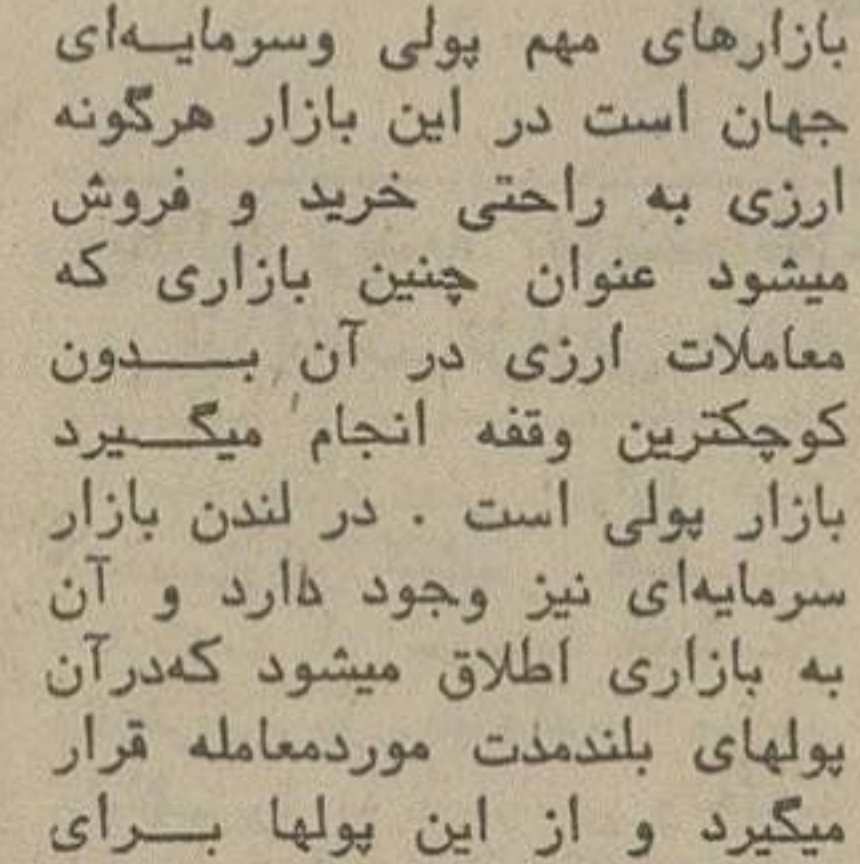 بازارهای مهم پولی وسرمایه‌ای
جهان است در این بازار هرگونه
ارزی به راحتی خرید و فروش
میشود عنوان چنین بازاری که
معاملات ارزی در آن بدون
کوچکترین وقفه انجام میگیرد
بازار پولی است . در لندن بازار
سرمایه‌ای نیز وجود دارد و آن
به بازاری اطلاق میشود که‌درآن
پولهای بلندمدت موردمعامله قرار
میگیرد و از این پولها برای